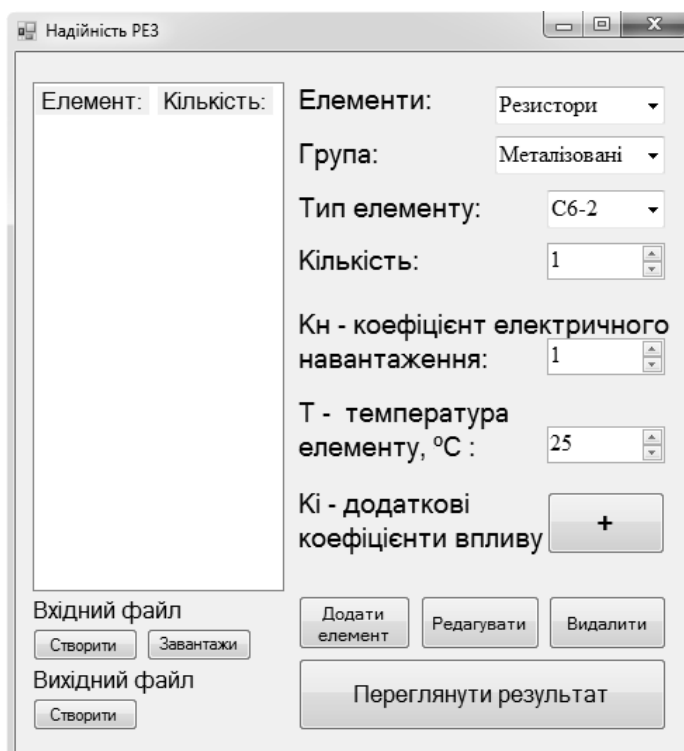 Надійність РЕЗ
Елемент: Кількість:
Елементи: Резистори
Група: Металізовані
Тип елементу: С6-2
Кількість: 1
Кн - коефіцієнт електричного
навантаження: 1
Т - температура
елементу, ºС : 25
Кі - додаткові
коефіцієнти впливу +
Вхідний файл
Створити Завантажи
Вихідний файл
Створити
Додати
елемент
Редагувати
Видалити
Переглянути результат